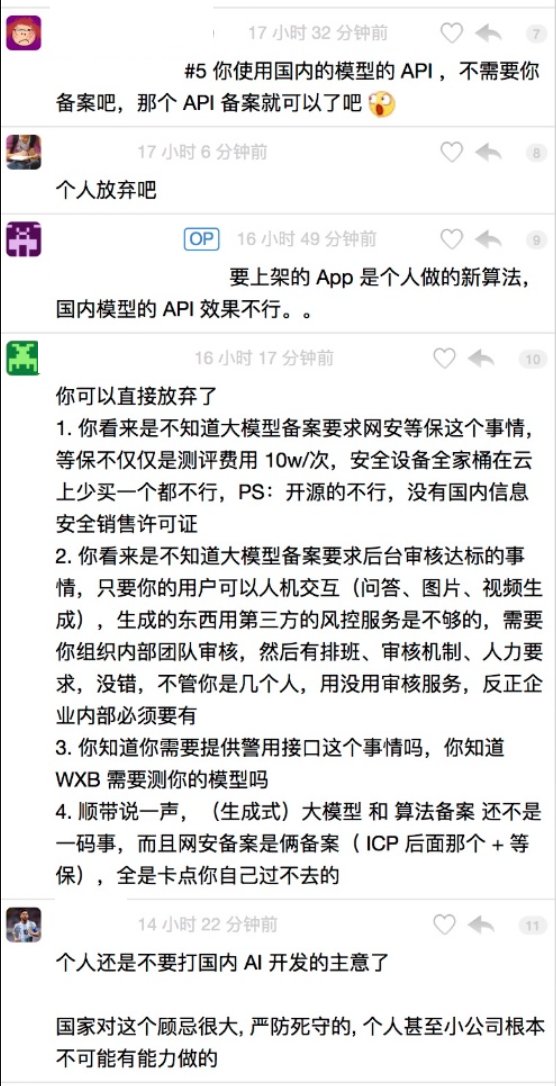 17 小时 32 分钟前
7
#5 你使用国内的模型的 API ，不需要你
备案吧，那个 API 备案就可以了吧
17 小时 6 分钟前
8
个人放弃吧
OP 16 小时 49 分钟前
9
要上架的 App 是个人做的新算法，
国内模型的 API 效果不行。。
16 小时 17 分钟前
10
你可以直接放弃了
1. 你看来是不知道大模型备案要求网安等保这个事情，
等保不仅仅是测评费用 10w/次，安全设备全家桶在云
上少买一个都不行，PS：开源的不行，没有国内信息
安全销售许可证
2. 你看来是不知道大模型备案要求后台审核达标的事
情，只要你的用户可以人机交互（问答、图片、视频生
成），生成的东西用第三方的风控服务是不够的，需要
你组织内部团队审核，然后有排班、审核机制、人力要
求，没错，不管你是几个人，用没用审核服务，反正企
业内部必须要有
3. 你知道你需要提供警用接口这个事情吗，你知道
WXB 需要测你的模型吗
4. 顺带说一声，（生成式）大模型 和 算法备案 还不是
一码事，而且网安备案是俩备案（ ICP 后面那个 + 等
保），全是卡点你自己过不去的
14 小时 22 分钟前
11
个人还是不要打国内 AI 开发的主意了
国家对这个顾忌很大, 严防死守的, 个人甚至小公司根本
不可能有能力做的